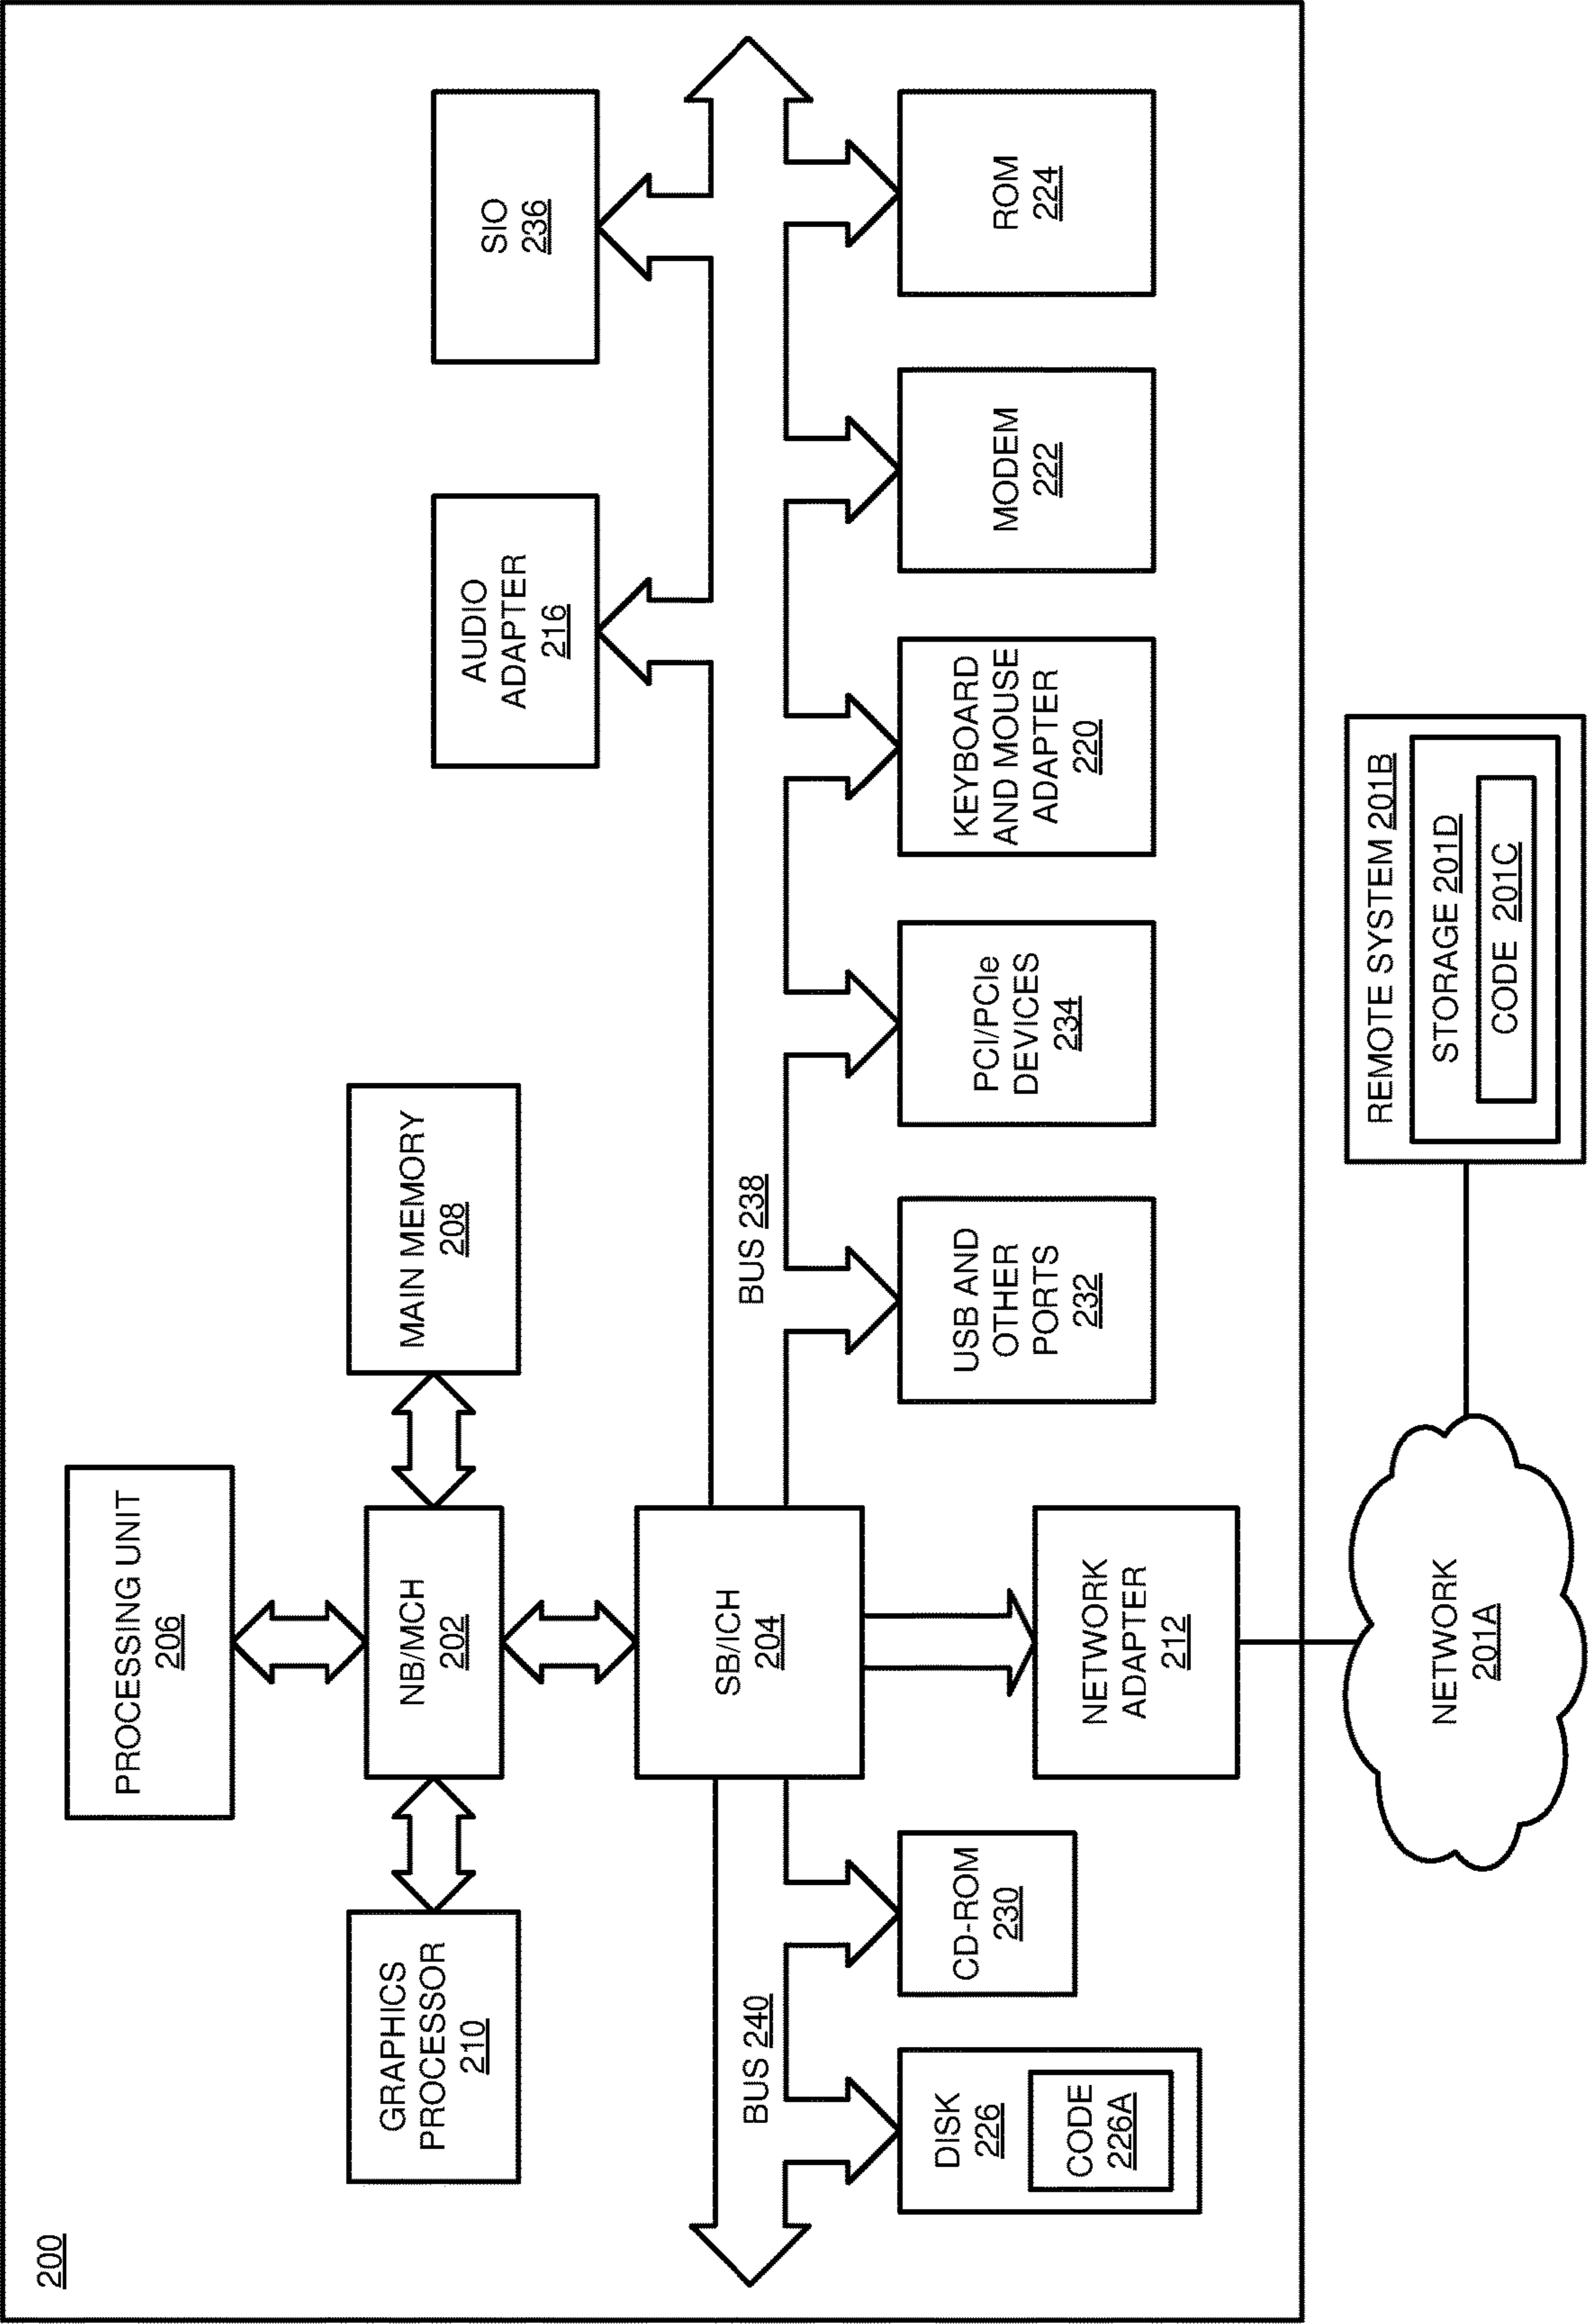 200
PROCESSING UNIT
206
GRAPHICS
PROCESSOR
210
NB/MCH
202
MAIN MEMORY
208
AUDIO
ADAPTER
216
SIO
236
SB/ICH
204
BUS 240
BUS 238
DISK
226
CODE
226A
CD-ROM
230
USB AND
OTHER
PORTS
232
PCI/PCIe
DEVICES
234
KEYBOARD
AND MOUSE
ADAPTER
220
MODEM
222
ROM
224
NETWORK
ADAPTER
212
NETWORK
201A
REMOTE SYSTEM 201B
STORAGE 201D
CODE 201C